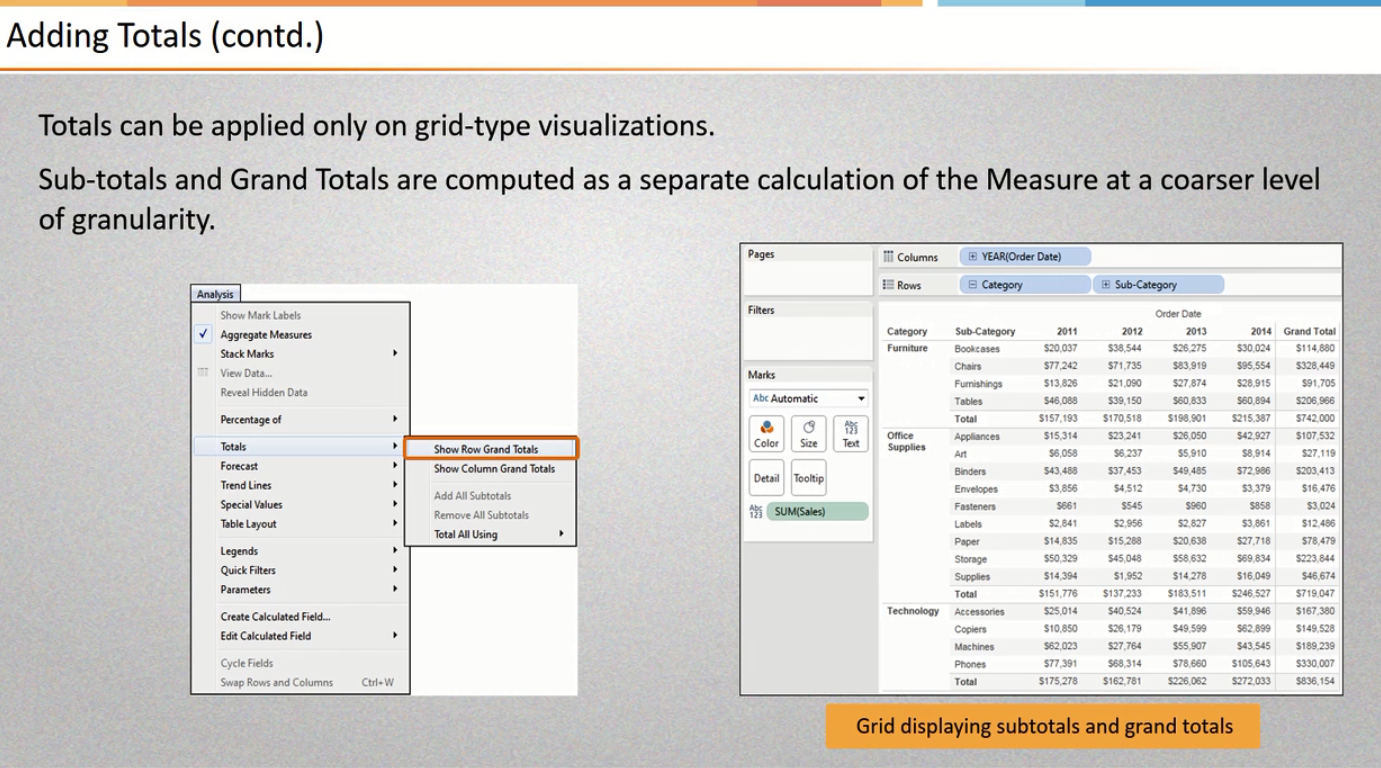 Adding Totals (contd.)
Totals can be applied only on grid-type visualizations.
Sub-totals and Grand Totals are computed as a separate calculation of the Measure at a coarser level
of granularity.
Analysis
Show Mark Labels
Aggregate Measures
Stack Marks
View Data...
Reveal Hidden Data
Percentage of
Totals
Forecast
Trend Lines
Special Values
Table Layout
Legends
Quick Filters
Parameters
Create Calculated Field...
Edit Calculated Field
Cycle Fields
Swap Rows and Columns Ctrl+W
Show Row Grand Totals
Show Column Grand Totals
Add All Subtotals
Remove All Subtotals
Total All Using
Pages
Filters
Marks
Abc Automatic
Color Size Abc 123 Text
Detail Tooltip
Abc 123 SUM(Sales)
Columns YEAR(Order Date)
Rows Category Sub-Category
Order Date
Category Sub-Category 2011 2012 2013 2014 Grand Total
Furniture Bookcases $20,037 $38,544 $26,275 $30,024 $114,880
Chairs $77,242 $71,735 $83,919 $95,554 $328,449
Furnishings $13,826 $21,090 $27,874 $28,915 $91,705
Tables $46,088 $39,150 $60,833 $60,894 $206,966
Total $157,193 $170,518 $198,901 $215,387 $742,000
Office Supplies Appliances $15,314 $23,241 $26,050 $42,927 $107,532
Art $6,058 $6,237 $5,910 $8,914 $27,119
Binders $43,488 $37,453 $49,485 $72,986 $203,413
Envelopes $3,856 $4,512 $4,730 $3,379 $16,476
Fasteners $661 $545 $960 $858 $3,024
Labels $2,841 $2,956 $2,827 $3,861 $12,486
Paper $14,835 $15,288 $20,638 $27,718 $78,479
Storage $50,329 $45,048 $58,632 $69,834 $223,844
Supplies $14,394 $1,952 $14,278 $16,049 $46,674
Total $151,776 $137,233 $183,511 $246,527 $719,047
Technology Accessories $25,014 $40,524 $41,896 $59,946 $167,380
Copiers $10,850 $26,179 $49,599 $62,899 $149,528
Machines $62,023 $27,764 $55,907 $43,545 $189,239
Phones $77,391 $68,314 $78,660 $105,643 $330,007
Total $175,278 $162,781 $226,062 $272,033 $836,154
Grid displaying subtotals and grand totals